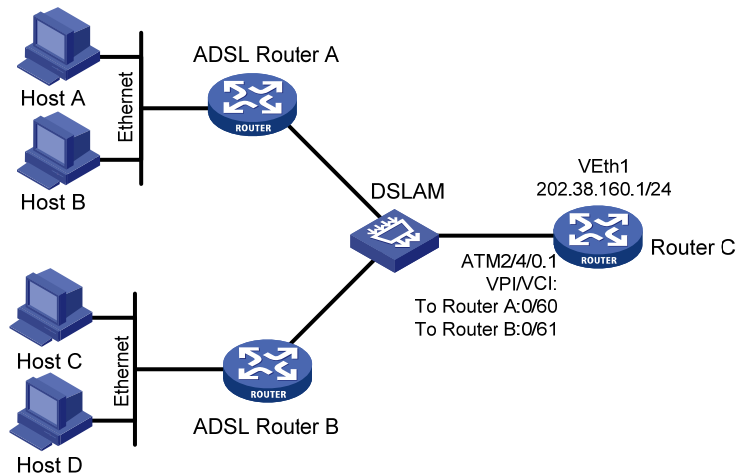 ADSL Router A
Host A
Ethernet
ROUTER
Host B
VEth1
202.38.160.1/24
DSLAM
ROUTER
Router C
ATM2/4/0.1
VPI/VCI:
To Router A:0/60
To Router B:0/61
Host C
Ethernet
ROUTER
ADSL Router B
Host D